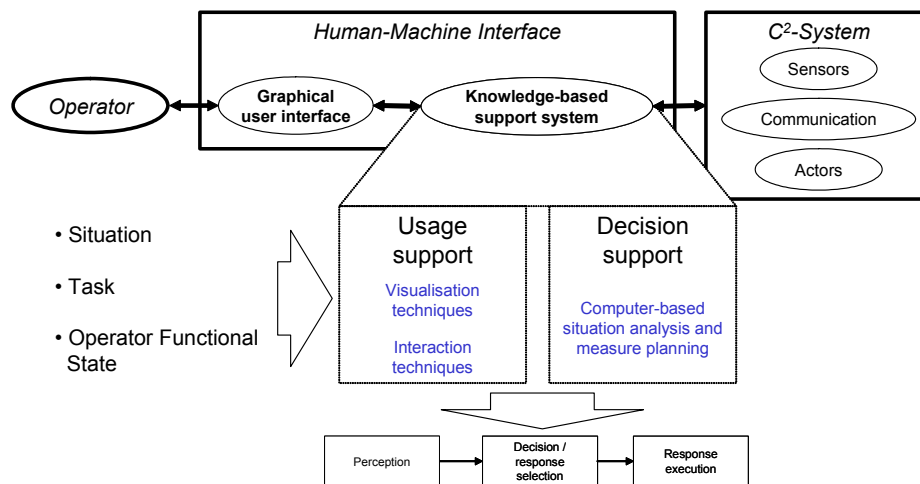 Human-Machine Interface
C²-System
Sensors
Operator
Graphical
user interface
Knowledge-based
support system
Communication
Actors
• Situation
• Task
• Operator Functional
State
Usage
support
Visualisation
techniques
Interaction
techniques
Decision
support
Computer-based
situation analysis and
measure planning
Perception
Decision /
response
selection
Response
execution